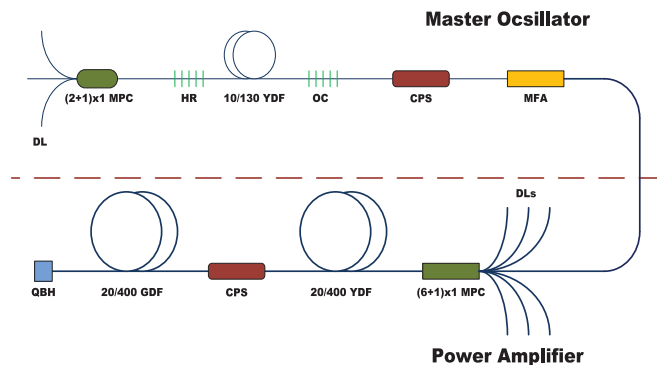 Master Ocsillator
(2+1)x1 MPC
HR
10/130 YDF
OC
CPS
MFA
DL
DLs
QBH
20/400 GDF
CPS
20/400 YDF
(6+1)x1 MPC
Power Amplifier